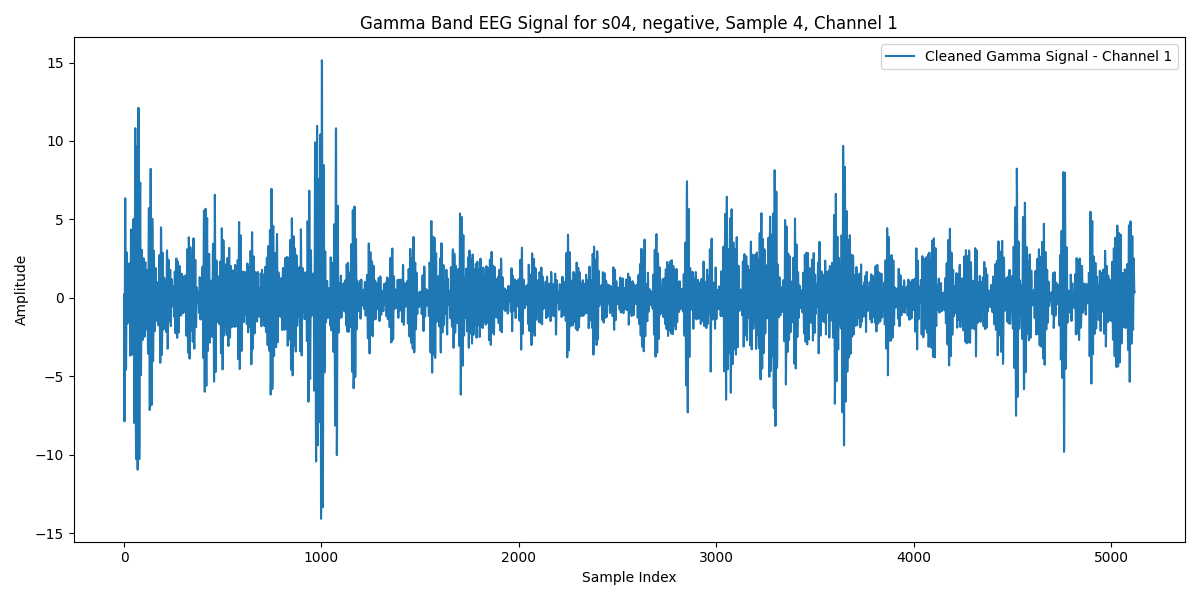 Gamma Band EEG Signal for s04, negative, Sample 4, Channel 1
Cleaned Gamma Signal - Channel 1
Amplitude
15
10
5
0
−5
−10
−15
0 1000 2000 3000 4000 5000
Sample Index